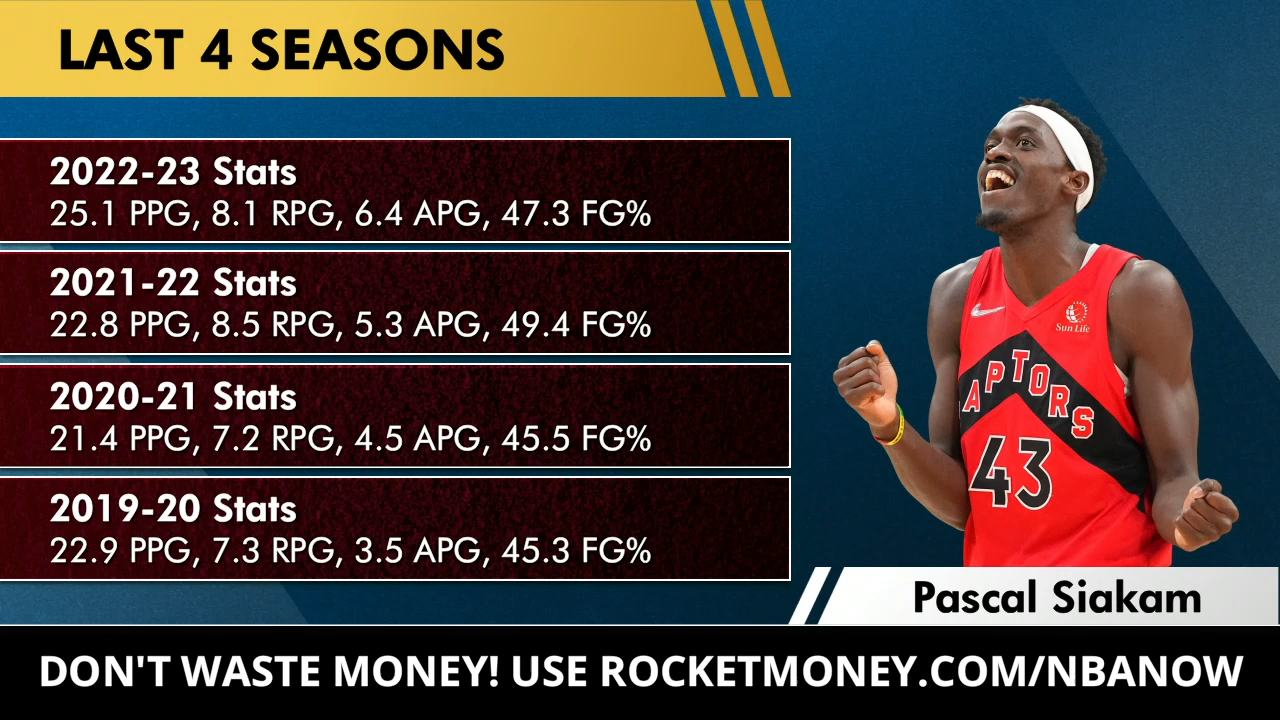 LAST 4 SEASONS
2022-23 Stats
25.1 PPG, 8.1 RPG, 6.4 APG, 47.3 FG%
2021-22 Stats
22.8 PPG, 8.5 RPG, 5.3 APG, 49.4 FG%
2020-21 Stats
21.4 PPG, 7.2 RPG, 4.5 APG, 45.5 FG%
2019-20 Stats
22.9 PPG, 7.3 RPG, 3.5 APG, 45.3 FG%
Sun Life
APTORS
43
Pascal Siakam
DON'T WASTE MONEY! USE ROCKETMONEY.COM/NBANOW